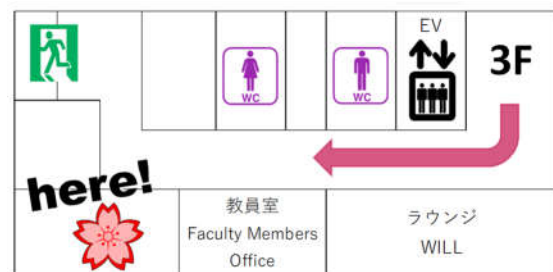 EV
3F
WC
WC
here!
教員室
Faculty Members
Office
ラウンジ
WILL